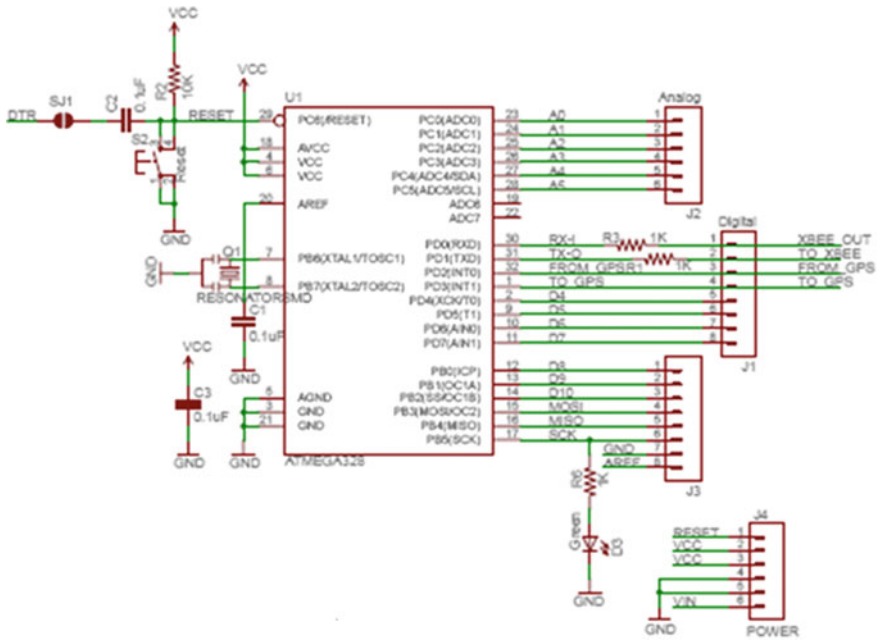 VCC
R2
10K
VCC
DTR
SJ1
C2
0.1uF
RESET
S2
Reset
3
4
1
2
GND
U1
29
PC6(/RESET)
18
AVCC
4
VCC
6
VCC
20
AREF
7
PB6(XTAL1/TOSC1)
8
PB7(XTAL2/TOSC2)
5
AGND
3
GND
21
GND
ATMEGA328
GND
Q1
RESONATORSMD
C1
0.1uF
GND
VCC
C3
0.1uF
GND
GND
PC0(ADC0) 23 A0
PC1(ADC1) 24 A1
PC2(ADC2) 25 A2
PC3(ADC3) 26 A3
PC4(ADC4/SDA) 27 A4
PC5(ADC5/SCL) 28 A5
ADC6 19
ADC7 22
Analog
1
2
3
4
5
6
J2
Digital
PD0(RXD) 30 RX-I R3 1K 1 XBEE_OUT
PD1(TXD) 31 TX-O 1K 2 TO_XBEE
PD2(INT0) 32 FROM_GPSR1 3 FROM_GPS
PD3(INT1) 1 TO_GPS 4 TO_GPS
PD4(XCK/T0) 2 D4 5
PD5(T1) 9 D5 6
PD6(AIN0) 10 D6 7
PD7(AIN1) 11 D7 8
J1
PB0(ICP) 12 D8 1
PB1(OC1A) 13 D9 2
PB2(SS/OC1B) 14 D10 3
PB3(MOSI/OC2) 15 MOSI 4
PB4(MISO) 16 MISO 5
PB5(SCK) 17 SCK 6
GND 7
AREF 8
J3
R6
1K
Green
D3
GND
J4
RESET 1
VCC 2
VCC 3
4
5
VIN 6
GND
POWER